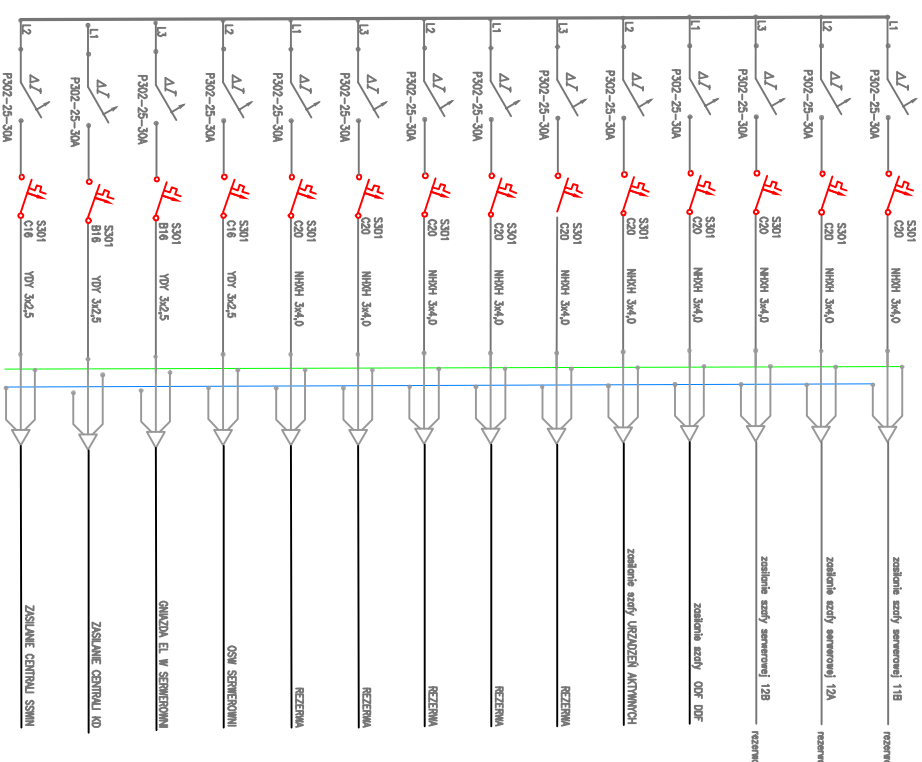 L2
L1
L3
L2
L1
L3
L2
L1
L3
L2
L1
L3
L2
L1
P302-25-30A
P302-25-30A
P302-25-30A
P302-25-30A
P302-25-30A
P302-25-30A
P302-25-30A
P302-25-30A
P302-25-30A
P302-25-30A
P302-25-30A
P302-25-30A
P302-25-30A
P302-25-30A
S301
C16
S301
B16
S301
B16
S301
C16
S301
C20
S301
C20
S301
C20
S301
C20
S301
C20
S301
C20
S301
C20
S301
C20
S301
C20
S301
C20
YDY 3x2,5
YDY 3x2,5
YDY 3x2,5
YDY 3x2,5
NHXH 3x4,0
NHXH 3x4,0
NHXH 3x4,0
NHXH 3x4,0
NHXH 3x4,0
NHXH 3x4,0
NHXH 3x4,0
NHXH 3x4,0
NHXH 3x4,0
NHXH 3x4,0
ZASILANIE CENTRALI SSWIN
ZASILANIE CENTRALI KD
GNIAZDA EL W SERWEROWNI
OSW SERWEROWNI
REZERWA
REZERWA
REZERWA
REZERWA
REZERWA
zasilanie szafy URZADZEŃ AKTYWNYCH
zasilanie szafy ODF DDF
zasilanie szafy serwerowej 12B
zasilanie szafy serwerowej 12A
zasilanie szafy serwerowej 11B